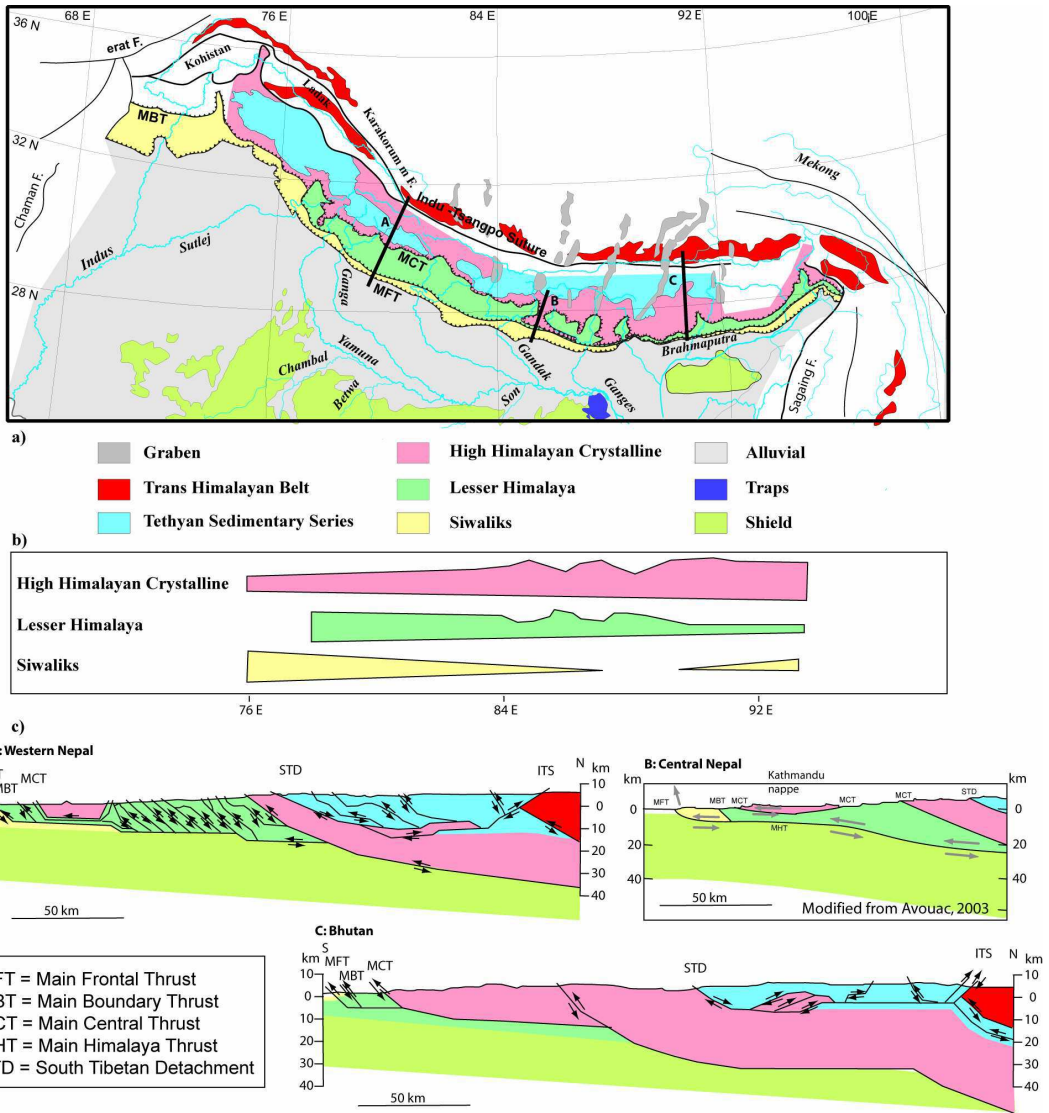 68 E 76 E 84 E 92 E 100 E
36 N
erat F.
Kohistan
Ladak
Karakorum m F.
MBT
32 N
Mekong
Chaman F.
Indu -Tsangpo Suture
A
Indus
Sutlej
MCT
C
MFT
B
28 N
Ganga
Yamuna
Chambal
Betwa
Son
Gandak
Ganges
Brahmaputra
Sagaing F.
a)
Graben High Himalayan Crystalline Alluvial
Trans Himalayan Belt Lesser Himalaya Traps
Tethyan Sedimentary Series Siwaliks Shield
b)
High Himalayan Crystalline
Lesser Himalaya
Siwaliks
76 E 84 E 92 E
c)
: Western Nepal
T
MBT MCT STD ITS N km
10
0
10
20
30
40
50 km
B: Central Nepal
km Kathmandu nappe km
MFT MBT MCT MCT MCT STD
0 0
MHT
20 20
40 40
50 km
Modified from Avouac, 2003
C: Bhutan
S
km MFT MBT MCT STD ITS N km
10 10
0 0
10 10
20 20
30 30
40 40
50 km
FT = Main Frontal Thrust
BT = Main Boundary Thrust
CT = Main Central Thrust
HT = Main Himalaya Thrust
TD = South Tibetan Detachment